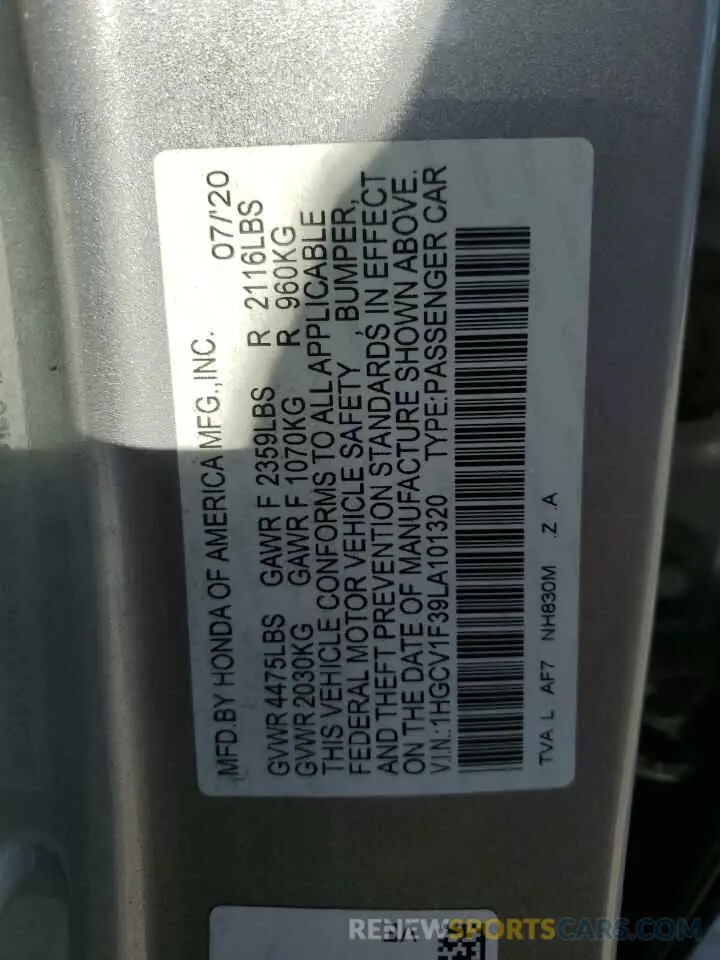 MFD.BY HONDA OF AMERICA MFG.,INC. 07/'20
GVWR 4475LBS GAWR F 2359LBS R 2116LBS
GVWR 2030KG GAWR F 1070KG R 960KG
THIS VEHICLE CONFORMS TO ALL APPLICABLE
FEDERAL MOTOR VEHICLE SAFETY , BUMPER,
AND THEFT PREVENTION STANDARDS IN EFFECT
ON THE DATE OF MANUFACTURE SHOWN ABOVE.
V.I.N.:1HGCV1F39LA101320 TYPE:PASSENGER CAR
TVA L AF7 NH830M .Z .A
RENEWSPORTSCARS.COM